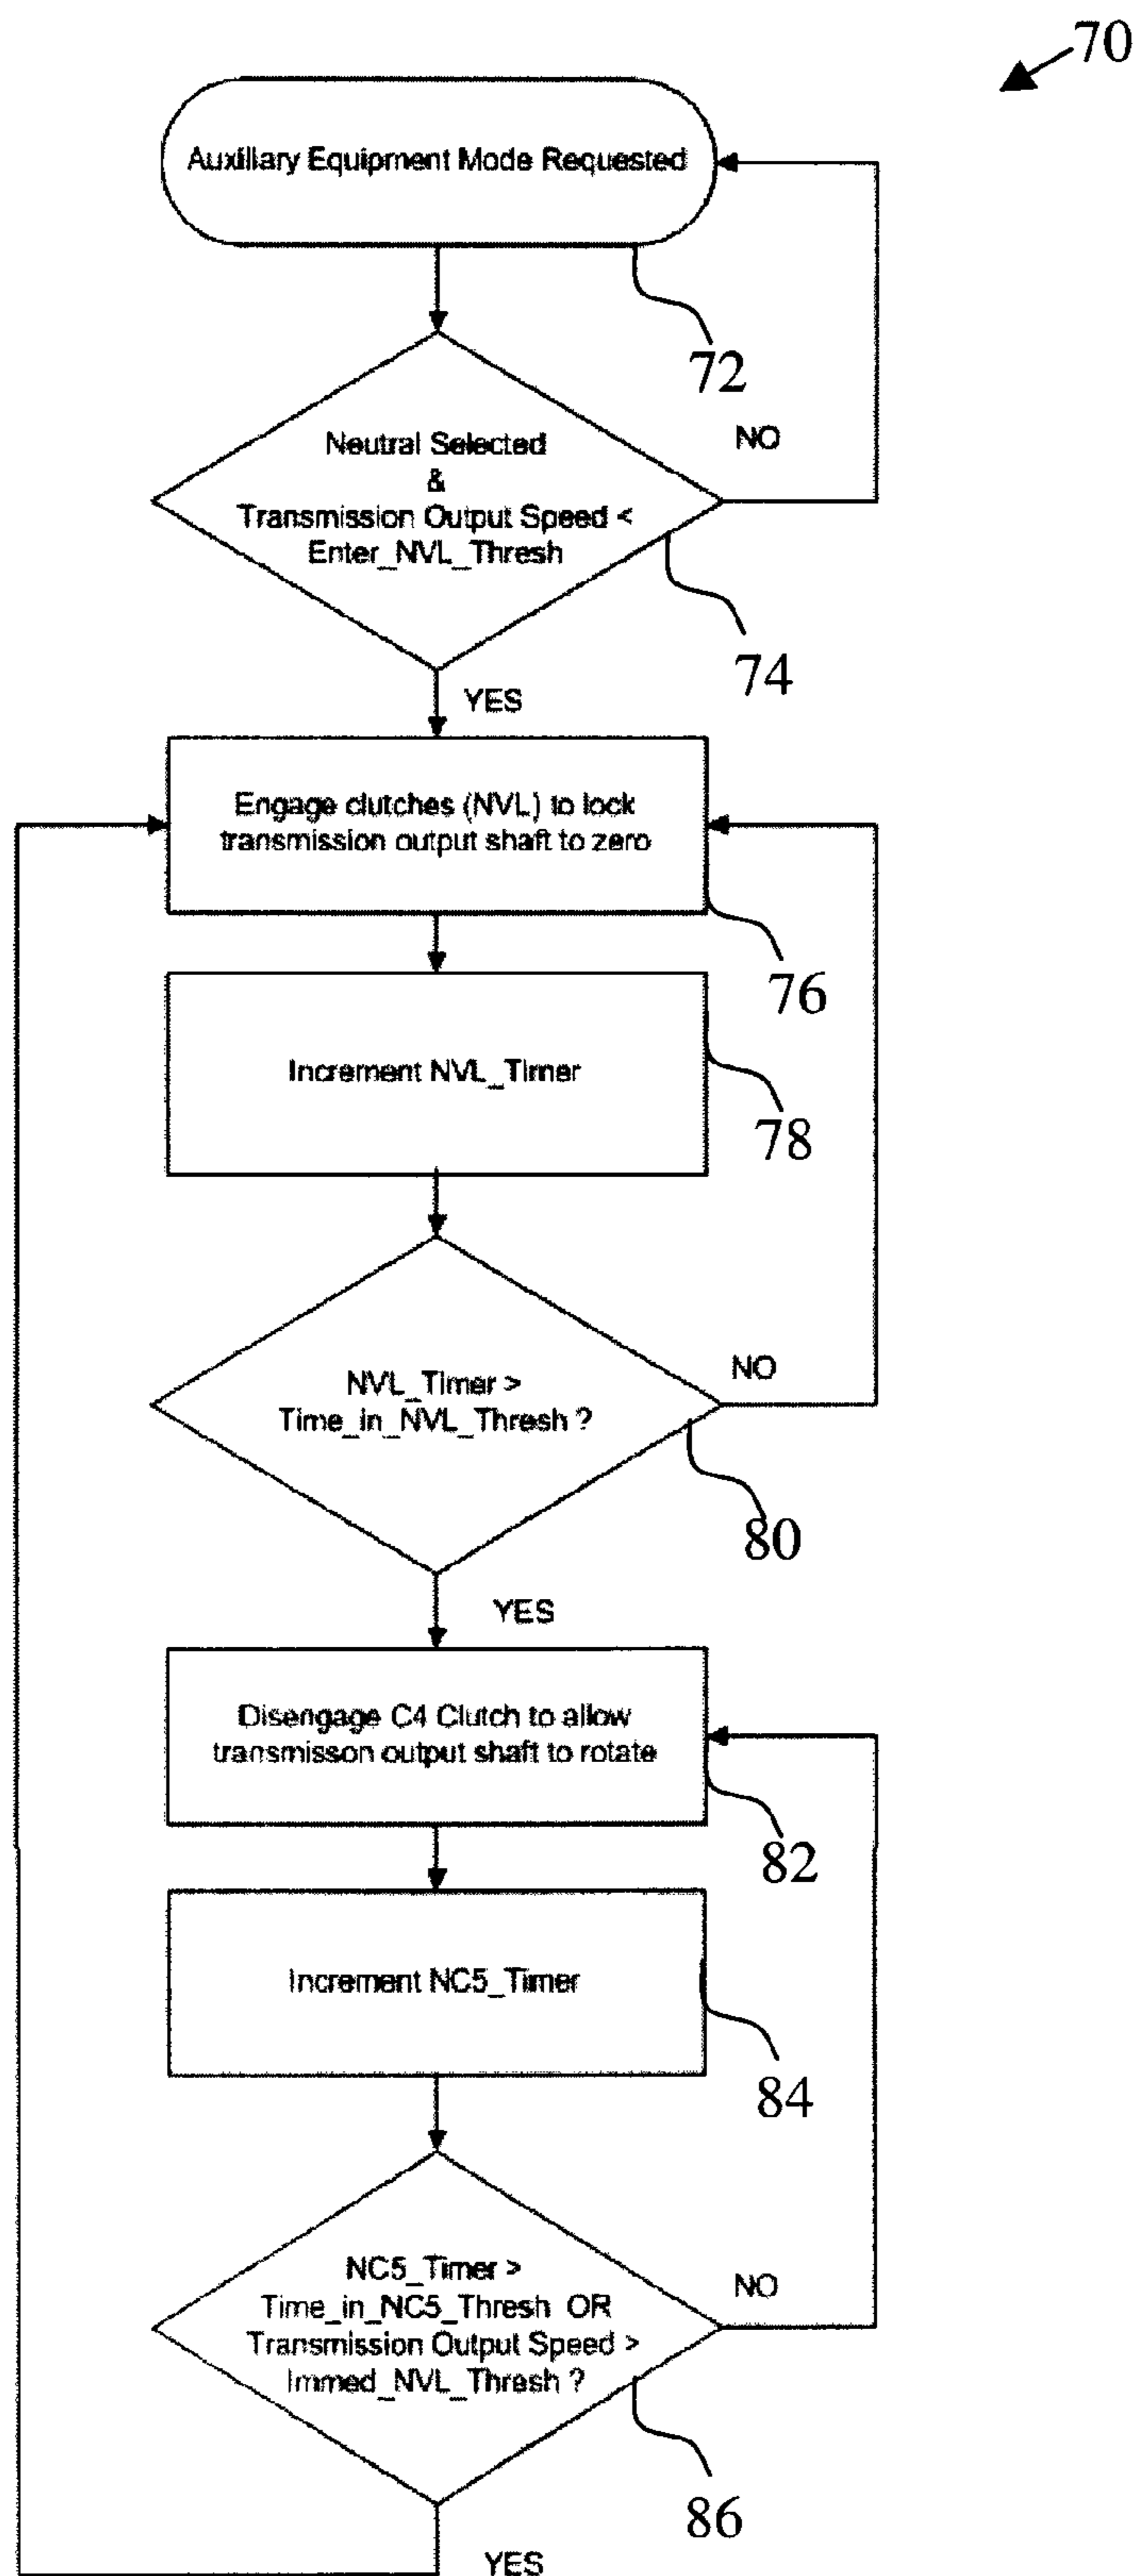 70
Auxillary Equipment Mode Requested
72
Neutral Selected
&
Transmission Output Speed <
Enter_NVL_Thresh
NO
74
YES
Engage clutches (NVL) to lock
transmission output shaft to zero
76
Increment NVL_Timer
78
NVL_Timer >
Time_in_NVL_Thresh ?
NO
80
YES
Disengage C4 Clutch to allow
transmisson output shaft to rotate
82
Increment NC5_Timer
84
NC5_Timer >
Time_in_NC5_Thresh OR
Transmission Output Speed >
Immed_NVL_Thresh ?
NO
86
YES